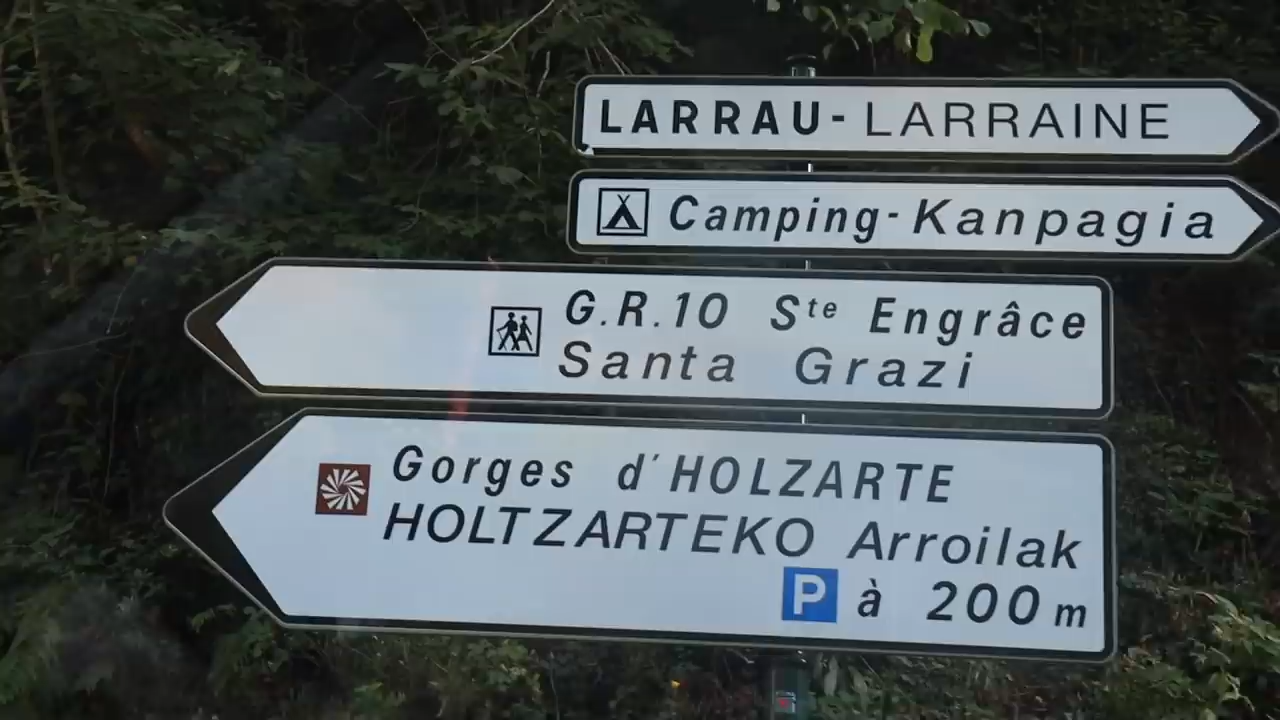 LARRAU-LARRAINE
Camping-Kanpagia
G.R.10 Ste Engrâce
Santa Grazi
Gorges d'HOLZARTE
HOLTZARTEKO Arroilak
P à 200m